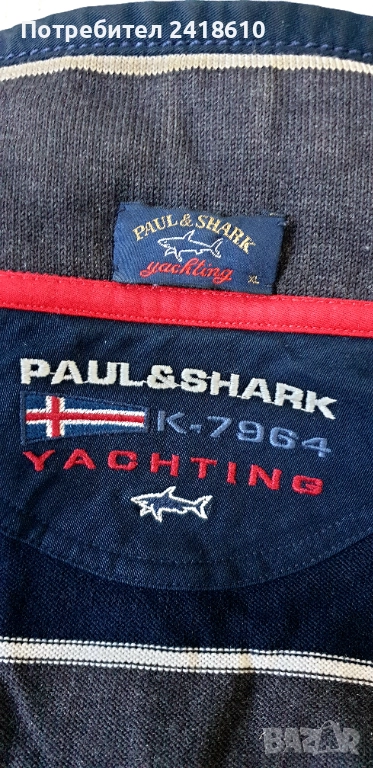 Потребител 2418610
PAUL & SHARK
yachting
XL
PAUL&SHARK
K-7964
YACHTING
BAZAR